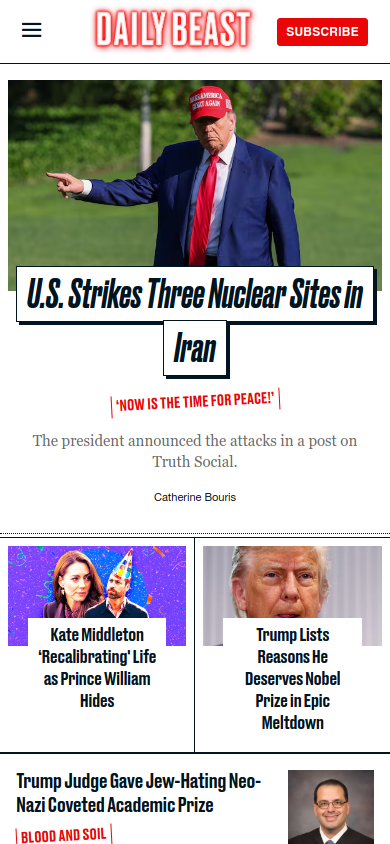 DAILY BEAST
SUBSCRIBE
MAKE AMERICA
GREAT AGAIN
U.S. Strikes Three Nuclear Sites in
Iran
'NOW IS THE TIME FOR PEACE!'
The president announced the attacks in a post on
Truth Social.
Catherine Bouris
Kate Middleton
'Recalibrating' Life
as Prince William
Hides
Trump Lists
Reasons He
Deserves Nobel
Prize in Epic
Meltdown
Trump Judge Gave Jew-Hating Neo-
Nazi Coveted Academic Prize
BLOOD AND SOIL